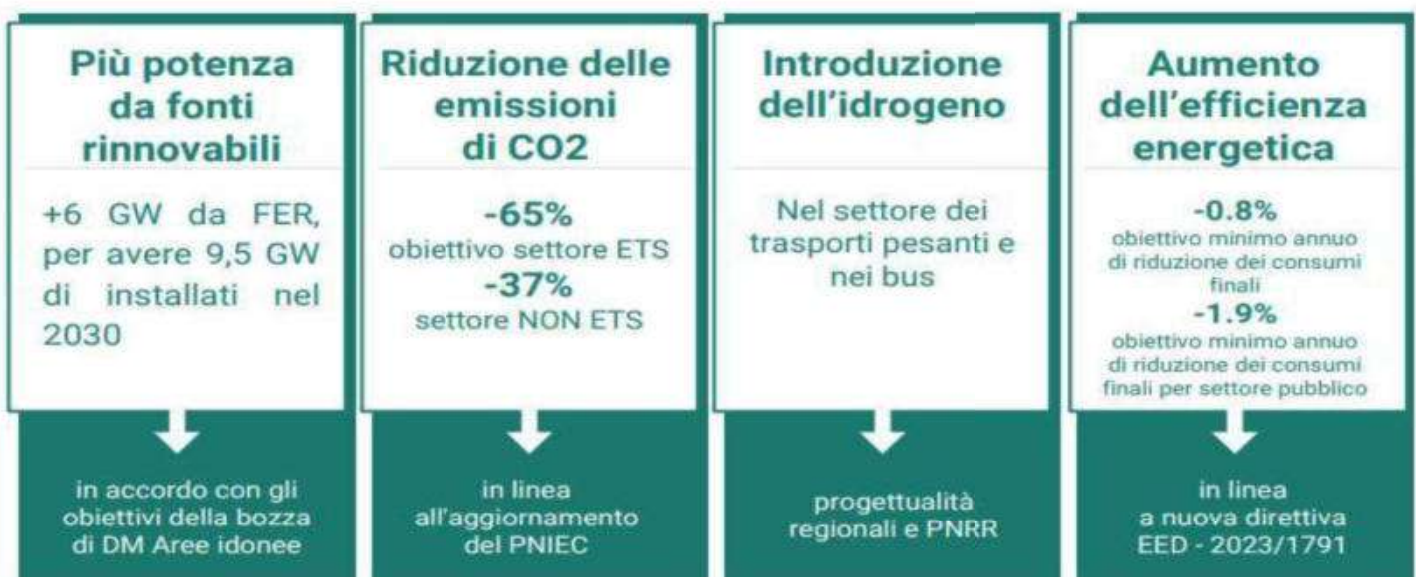 Più potenza
da fonti
rinnovabili
+6 GW da FER,
per avere 9,5 GW
di installati nel
2030
in accordo con gli
obiettivi della bozza
di DM Aree idonee
Riduzione delle
emissioni
di CO2
-65%
obiettivo settore ETS
-37%
settore NON ETS
in linea
all'aggiornamento
del PNIEC
Introduzione
dell'idrogeno
Nel settore dei
trasporti pesanti e
nei bus
progettualità
regionali e PNRR
Aumento
dell'efficienza
energetica
-0.8%
obiettivo minimo annuo
di riduzione dei consumi
finali
-1.9%
obiettivo minimo annuo
di riduzione dei consumi
finali per settore pubblico
in linea
a nuova direttiva
EED - 2023/1791